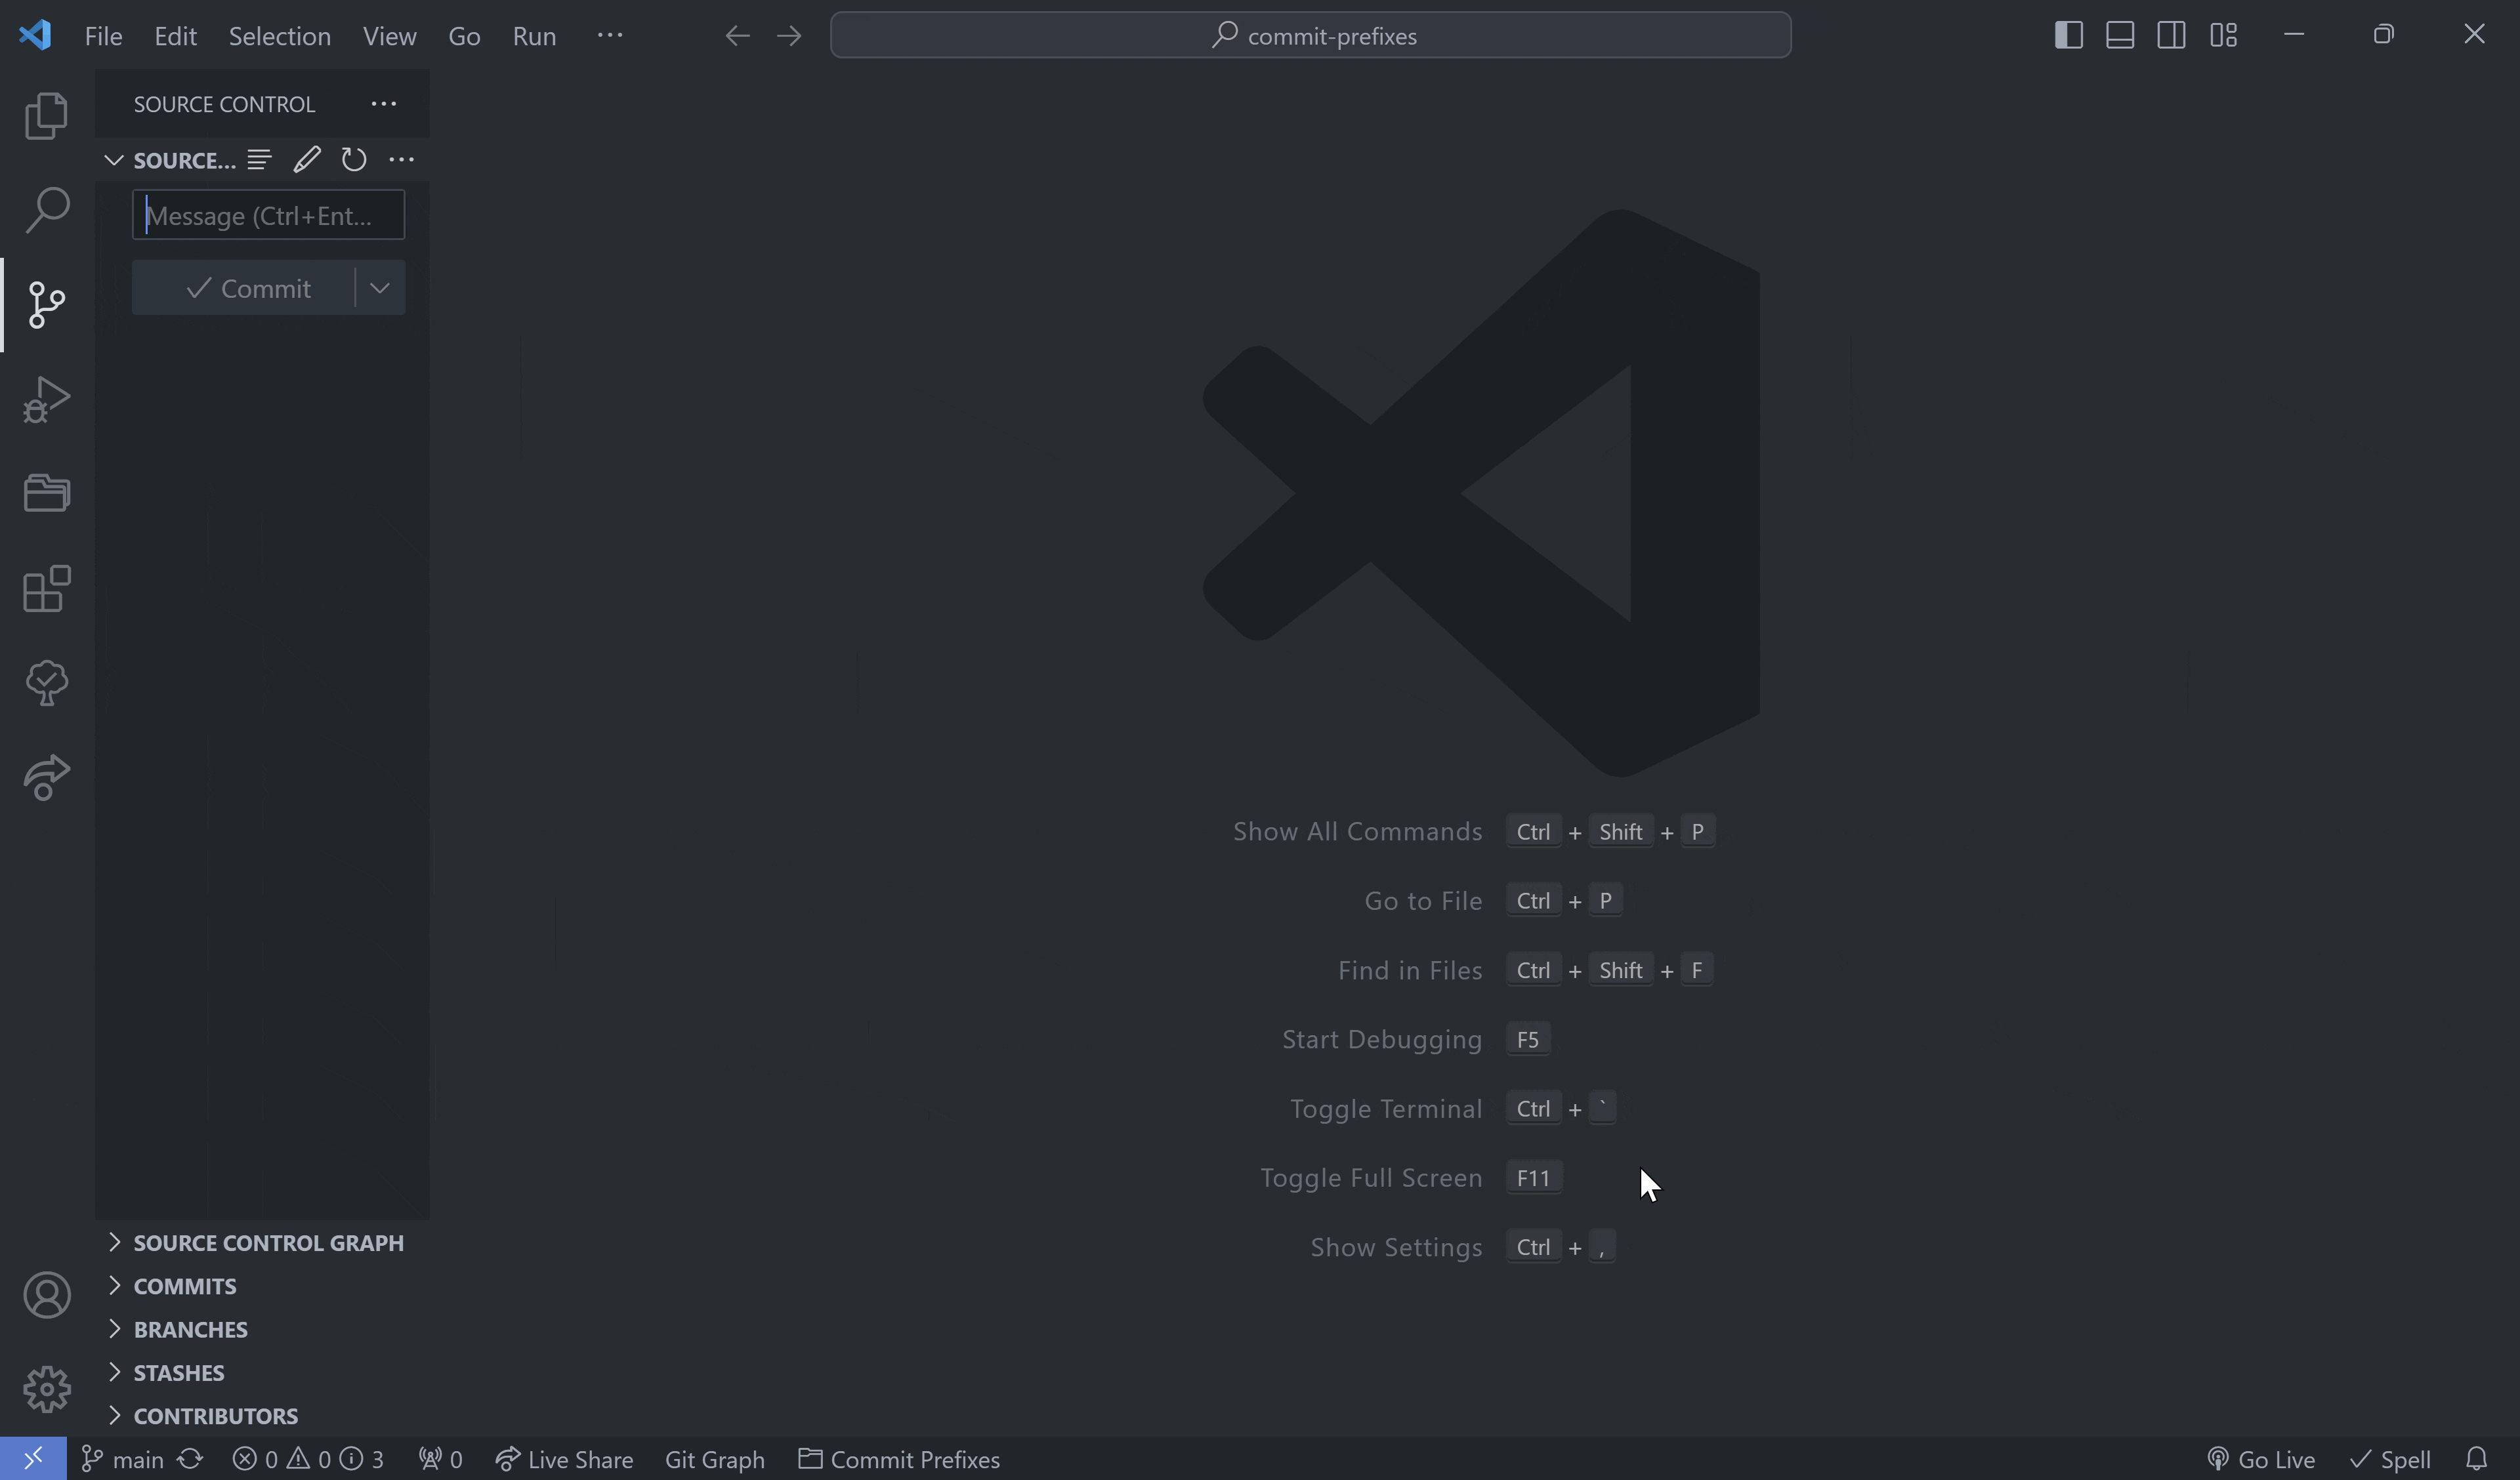 File Edit Selection View Go Run ···
commit-prefixes
SOURCE CONTROL
SOURCE...
Message (Ctrl+Ent...
Commit
Show All Commands Ctrl + Shift + P
Go to File Ctrl + P
Find in Files Ctrl + Shift + F
Start Debugging F5
Toggle Terminal Ctrl + `
Toggle Full Screen F11
Show Settings Ctrl + ,
SOURCE CONTROL GRAPH
COMMITS
BRANCHES
STASHES
CONTRIBUTORS
main 0 0 3 0 Live Share Git Graph Commit Prefixes Go Live Spell